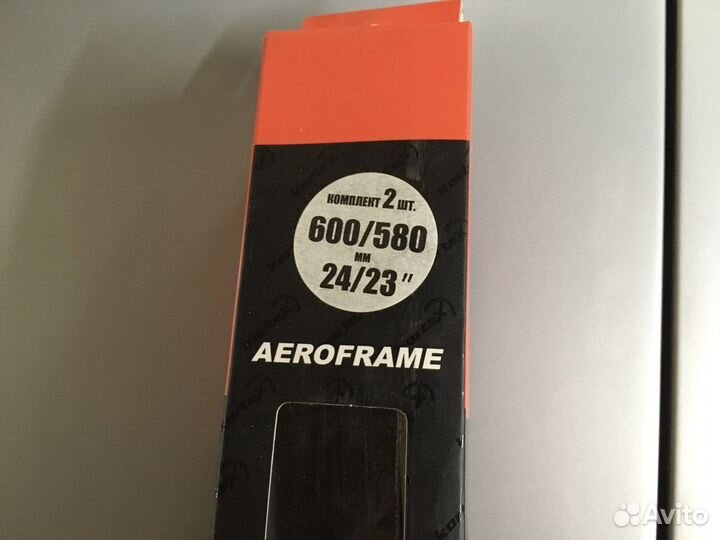 КОМПЛЕКТ 2 ШТ.
600/580
ММ
24/23"
AEROFRAME
Avito